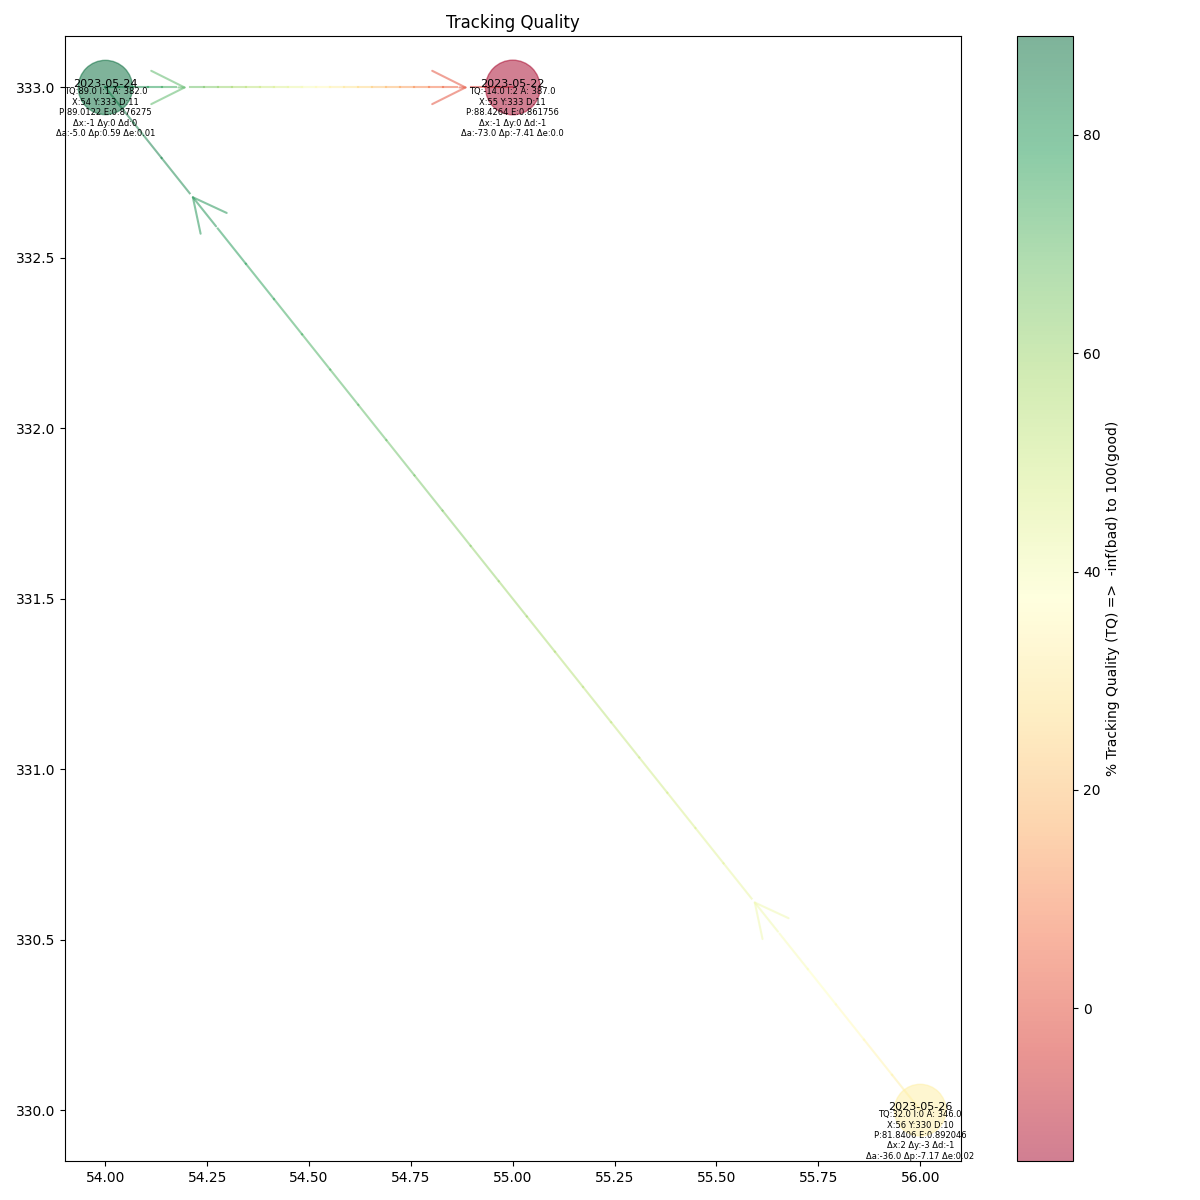 Tracking Quality
333.0
332.5
332.0
331.5
331.0
330.5
330.0
2023-05-24
TQ:89.0 I:1 A: 382.0
X:54 Y:333 D:11
P:89.0122 E:0.876275
Δx:-1 Δy:0 Δd:0
Δa:-5.0 Δp:0.59 Δe:0.01
2023-05-22
TQ:-14.0 I:2 A: 387.0
X:55 Y:333 D:11
P:88.4264 E:0.861756
Δx:-1 Δy:0 Δd:-1
Δa:-73.0 Δp:-7.41 Δe:0.0
2023-05-26
TQ:32.0 I:0 A: 346.0
X:56 Y:330 D:10
P:81.8406 E:0.892046
Δx:2 Δy:-3 Δd:-1
Δa:-36.0 Δp:-7.17 Δe:0.02
54.00 54.25 54.50 54.75 55.00 55.25 55.50 55.75 56.00
80
60
40
20
0
% Tracking Quality (TQ) => -inf(bad) to 100(good)